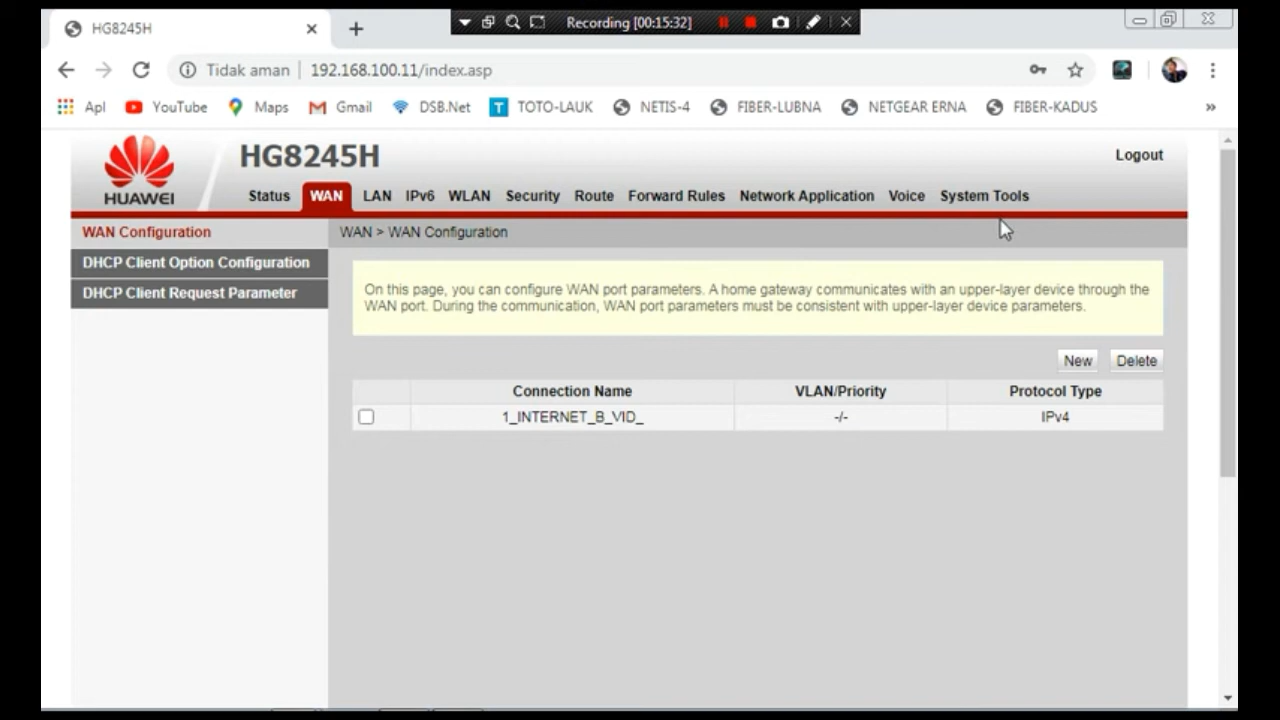 Recording [00:15:32]
HG8245H
Tidak aman 192.168.100.11/index.asp
Apl YouTube Maps Gmail DSB.Net T TOTO-LAUK NETIS-4 FIBER-LUBNA NETGEAR ERNA FIBER-KADUS »
HUAWEI
HG8245H
Logout
Status WAN LAN IPv6 WLAN Security Route Forward Rules Network Application Voice System Tools
WAN Configuration
DHCP Client Option Configuration
DHCP Client Request Parameter
WAN > WAN Configuration
On this page, you can configure WAN port parameters. A home gateway communicates with an upper-layer device through the
WAN port. During the communication, WAN port parameters must be consistent with upper-layer device parameters.
New Delete
Connection Name VLAN/Priority Protocol Type
1_INTERNET_B_VID_ -/- IPv4